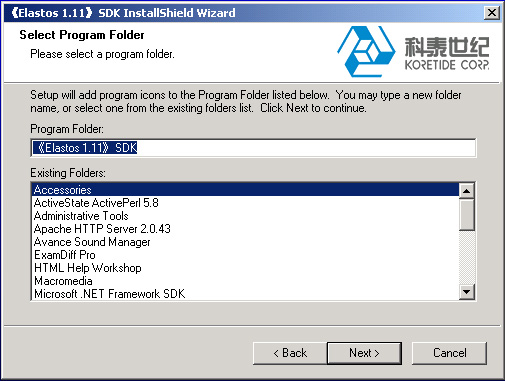 《Elastos 1.11》 SDK InstallShield Wizard
Select Program Folder
Please select a program folder.
科泰世纪
KORETIDE CORP.
Setup will add program icons to the Program Folder listed below. You may type a new folder
name, or select one from the existing folders list. Click Next to continue.
Program Folder:
《Elastos 1.11》 SDK
Existing Folders:
Accessories
ActiveState ActivePerl 5.8
Administrative Tools
Apache HTTP Server 2.0.43
Avance Sound Manager
ExamDiff Pro
HTML Help Workshop
Macromedia
Microsoft .NET Framework SDK
< Back
Next >
Cancel